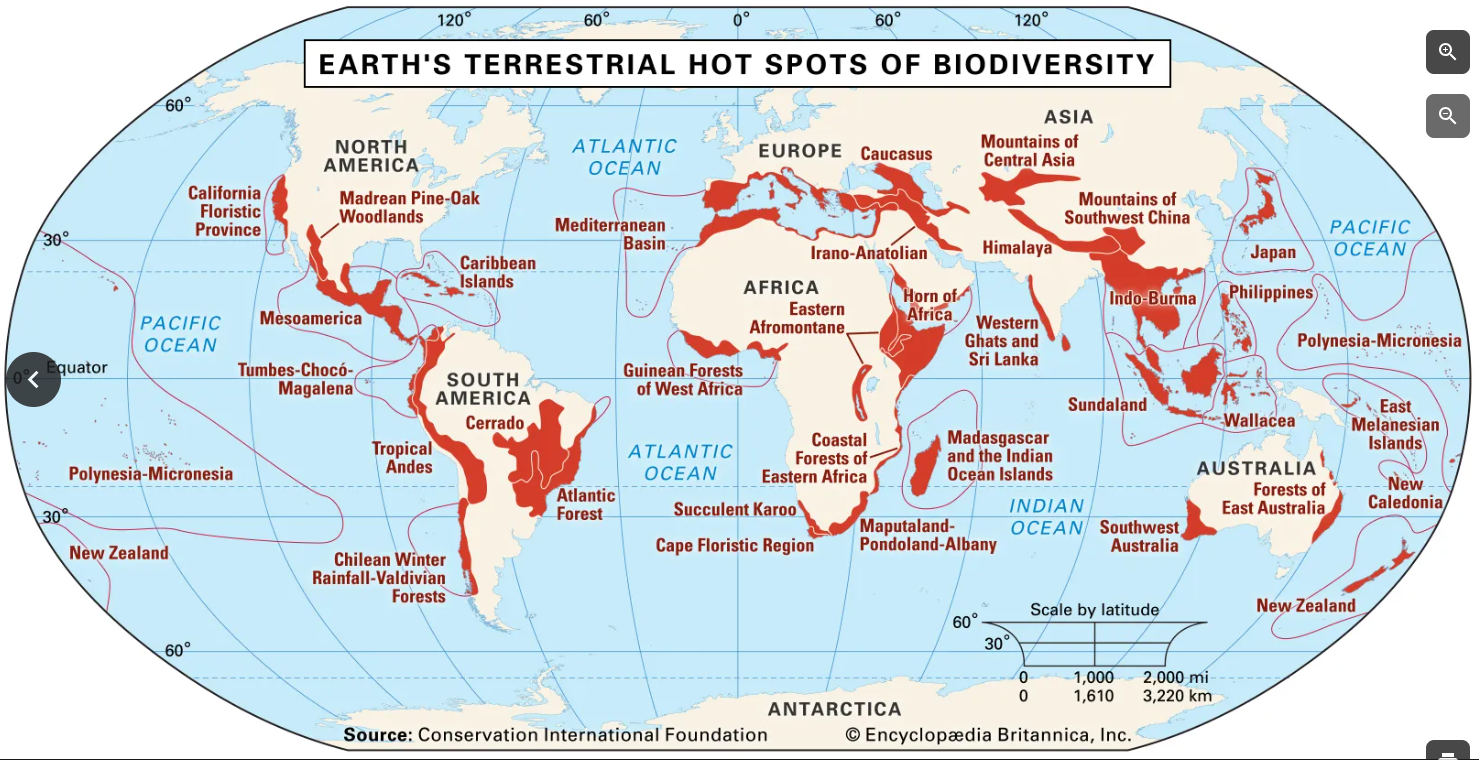 120°
60°
0°
60°
120°
EARTH'S TERRESTRIAL HOT SPOTS OF BIODIVERSITY
60°
NORTH
AMERICA
ATLANTIC
OCEAN
EUROPE
ASIA
Caucasus
Mountains of
Central Asia
California
Floristic
Province
Madrean Pine-Oak
Woodlands
Mediterranean
Basin
Mountains of
Southwest China
PACIFIC
OCEAN
30°
Irano-Anatolian
Himalaya
Japan
Caribbean
Islands
AFRICA
Eastern
Afromontane
Horn of
Africa
Indo-Burma
Philippines
Mesoamerica
PACIFIC
OCEAN
Western
Ghats and
Sri Lanka
Polynesia-Micronesia
0°
Equator
Tumbes-Chocó-
Magalena
SOUTH
AMERICA
Guinean Forests
of West Africa
Sundaland
Wallacea
East
Melanesian
Islands
Cerrado
Tropical
Andes
ATLANTIC
OCEAN
Coastal
Forests of
Eastern Africa
Madagascar
and the Indian
Ocean Islands
Polynesia-Micronesia
AUSTRALIA
Forests of
East Australia
New
Caledonia
Atlantic
Forest
Succulent Karoo
INDIAN
OCEAN
30°
Cape Floristic Region
Maputaland-
Pondoland-Albany
Southwest
Australia
New Zealand
Chilean Winter
Rainfall-Valdivian
Forests
New Zealand
Scale by latitude
60°
30°
0
1,000
2,000 mi
0
1,610
3,220 km
60°
ANTARCTICA
Source: Conservation International Foundation
© Encyclopædia Britannica, Inc.